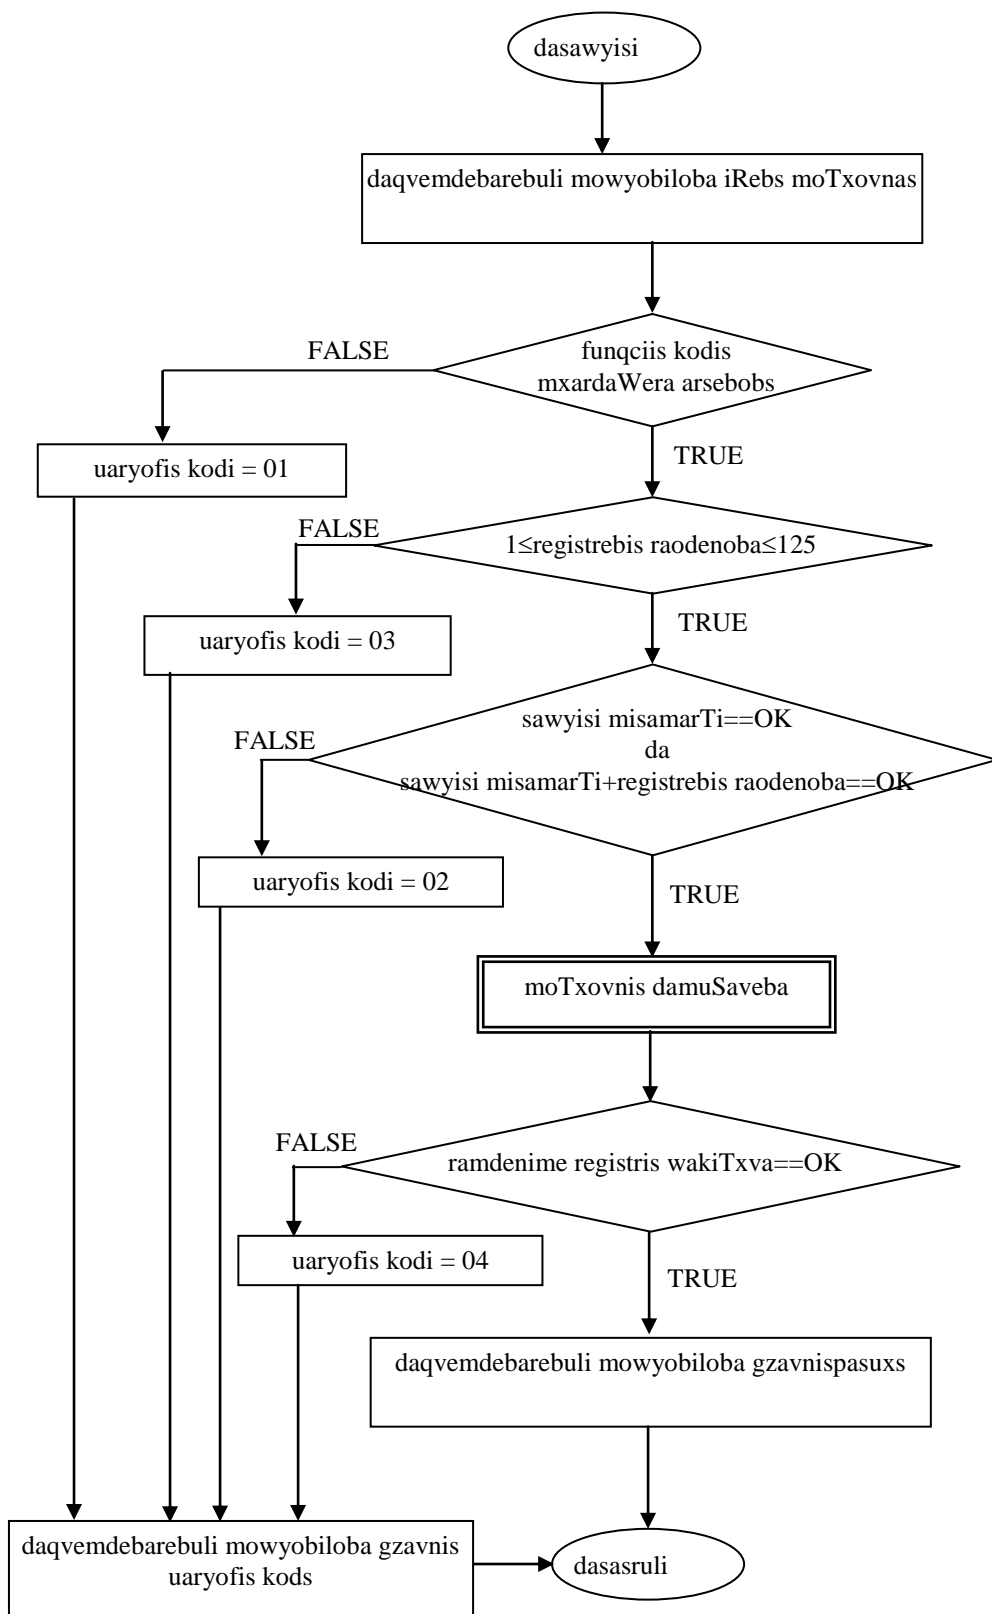 dasawyisi
daqvemdebarebuli mowyobiloba iRebs moTxovnas
FALSE
funqciis kodis
mxardaWera arsebobs
TRUE
uaryofis kodi = 01
FALSE
1≤registrebis raodenoba≤125
TRUE
uaryofis kodi = 03
FALSE
sawyisi misamarTi==OK
da
sawyisi misamarTi+registrebis raodenoba==OK
TRUE
uaryofis kodi = 02
moTxovnis damuSaveba
FALSE
ramdenime registris wakiTxva==OK
TRUE
uaryofis kodi = 04
daqvemdebarebuli mowyobiloba gzavnispasuxs
daqvemdebarebuli mowyobiloba gzavnis
uaryofis kods
dasasruli